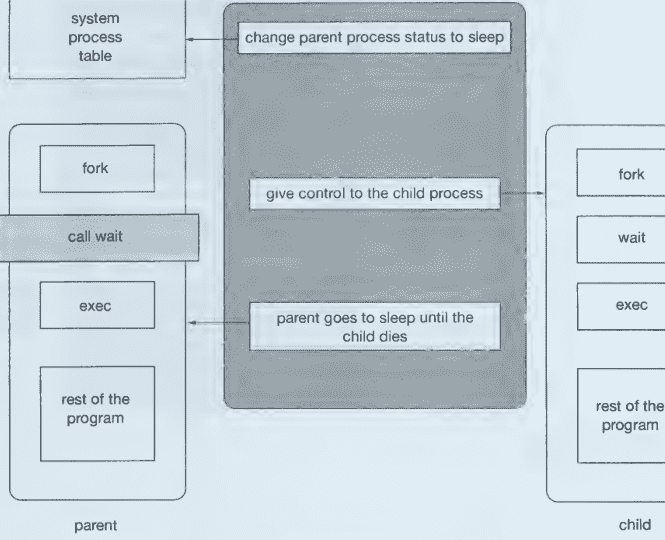 system
process
table
change parent process status to sleep
fork
call wait
exec
rest of the
program
parent
give control to the child process
parent goes to sleep until the
child dies
fork
wait
exec
rest of the
program
child